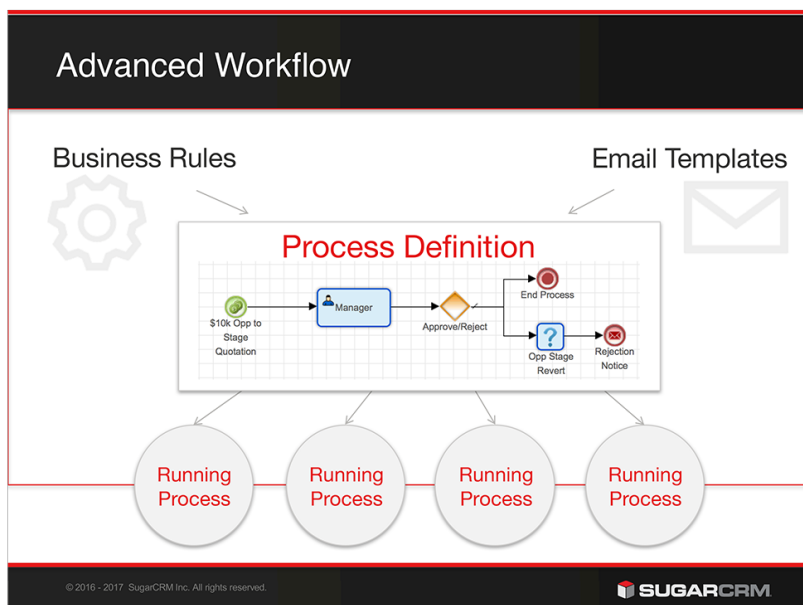 Advanced Workflow
Business Rules
Email Templates
Process Definition
$10k Opp to
Stage
Quotation
Manager
Approve/Reject
End Process
?
Opp Stage
Revert
Rejection
Notice
Running
Process
Running
Process
Running
Process
Running
Process
© 2016 - 2017 SugarCRM Inc. All rights reserved.
SUGARCRM